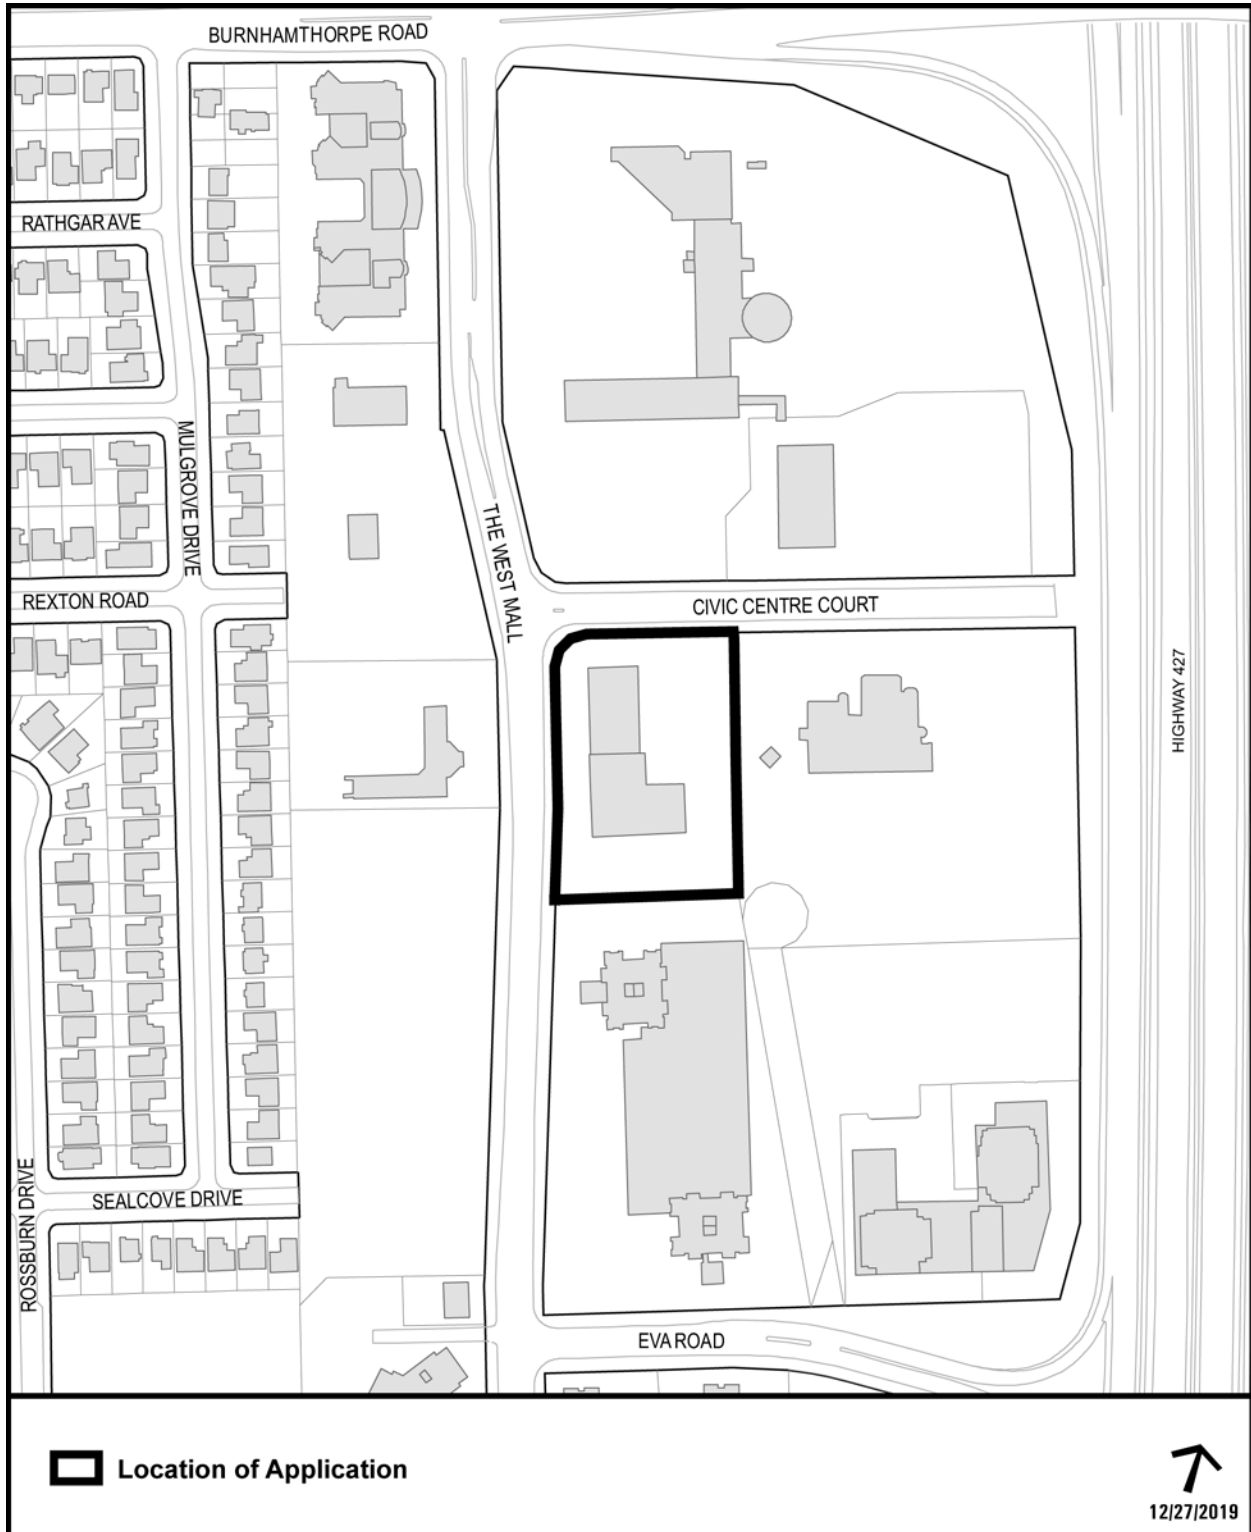 BURNHAMTHORPE ROAD
RATHGAR AVE
MULGROVE DRIVE
THE WEST MALL
REXTON ROAD
CIVIC CENTRE COURT
HIGHWAY 427
ROSSBURN DRIVE
SEALCOVE DRIVE
EVA ROAD
Location of Application
12/27/2019